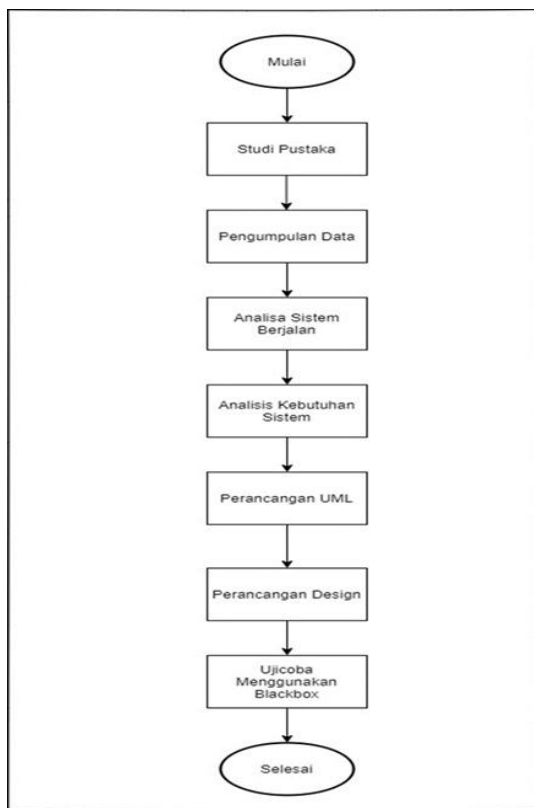 Mulai
Studi Pustaka
Pengumpulan Data
Analisa Sistem
Berjalan
Analisis Kebutuhan
Sistem
Perancangan UML
Perancangan Design
Ujicoba
Menggunakan
Blackbox
Selesai